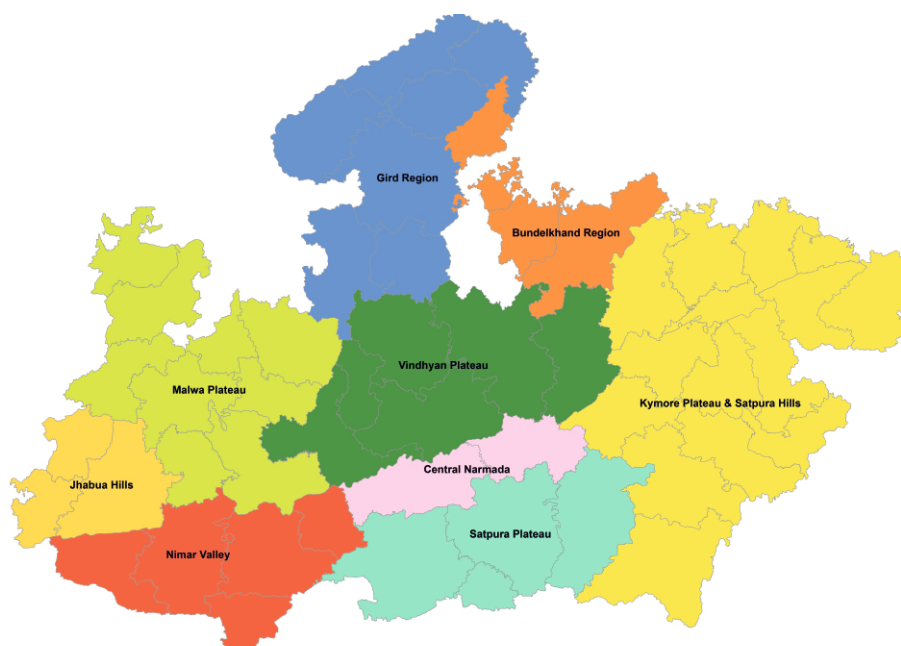 Gird Region
Bundelkhand Region
Vindhyan Plateau
Malwa Plateau
Kymore Plateau & Satpura Hills
Central Narmada
Jhabua Hills
Satpura Plateau
Nimar Valley